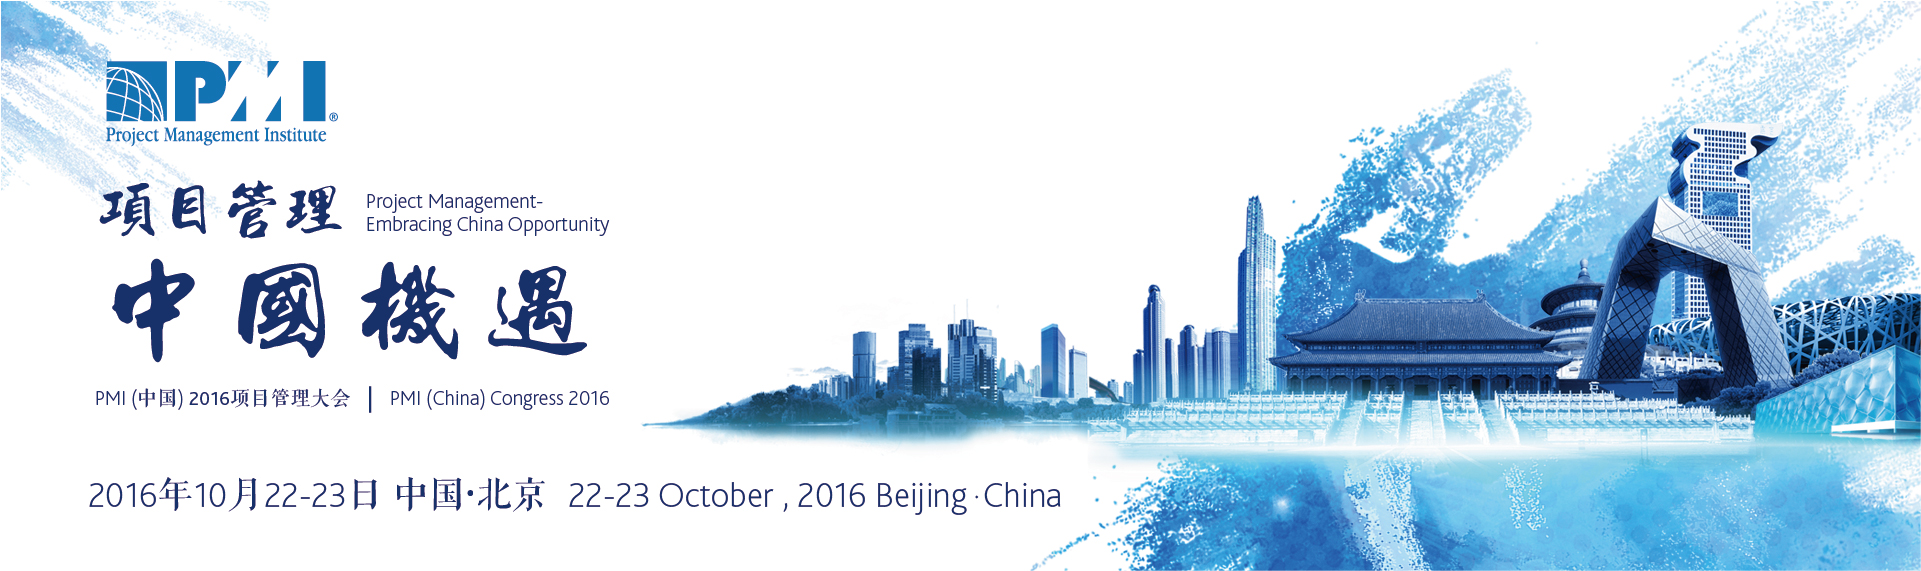 PMI®
Project Management Institute
項目管理
Project Management-
Embracing China Opportunity
中國機遇
PMI (中国) 2016项目管理大会 | PMI (China) Congress 2016
2016年10月22-23日 中国·北京 22-23 October , 2016 Beijing · China